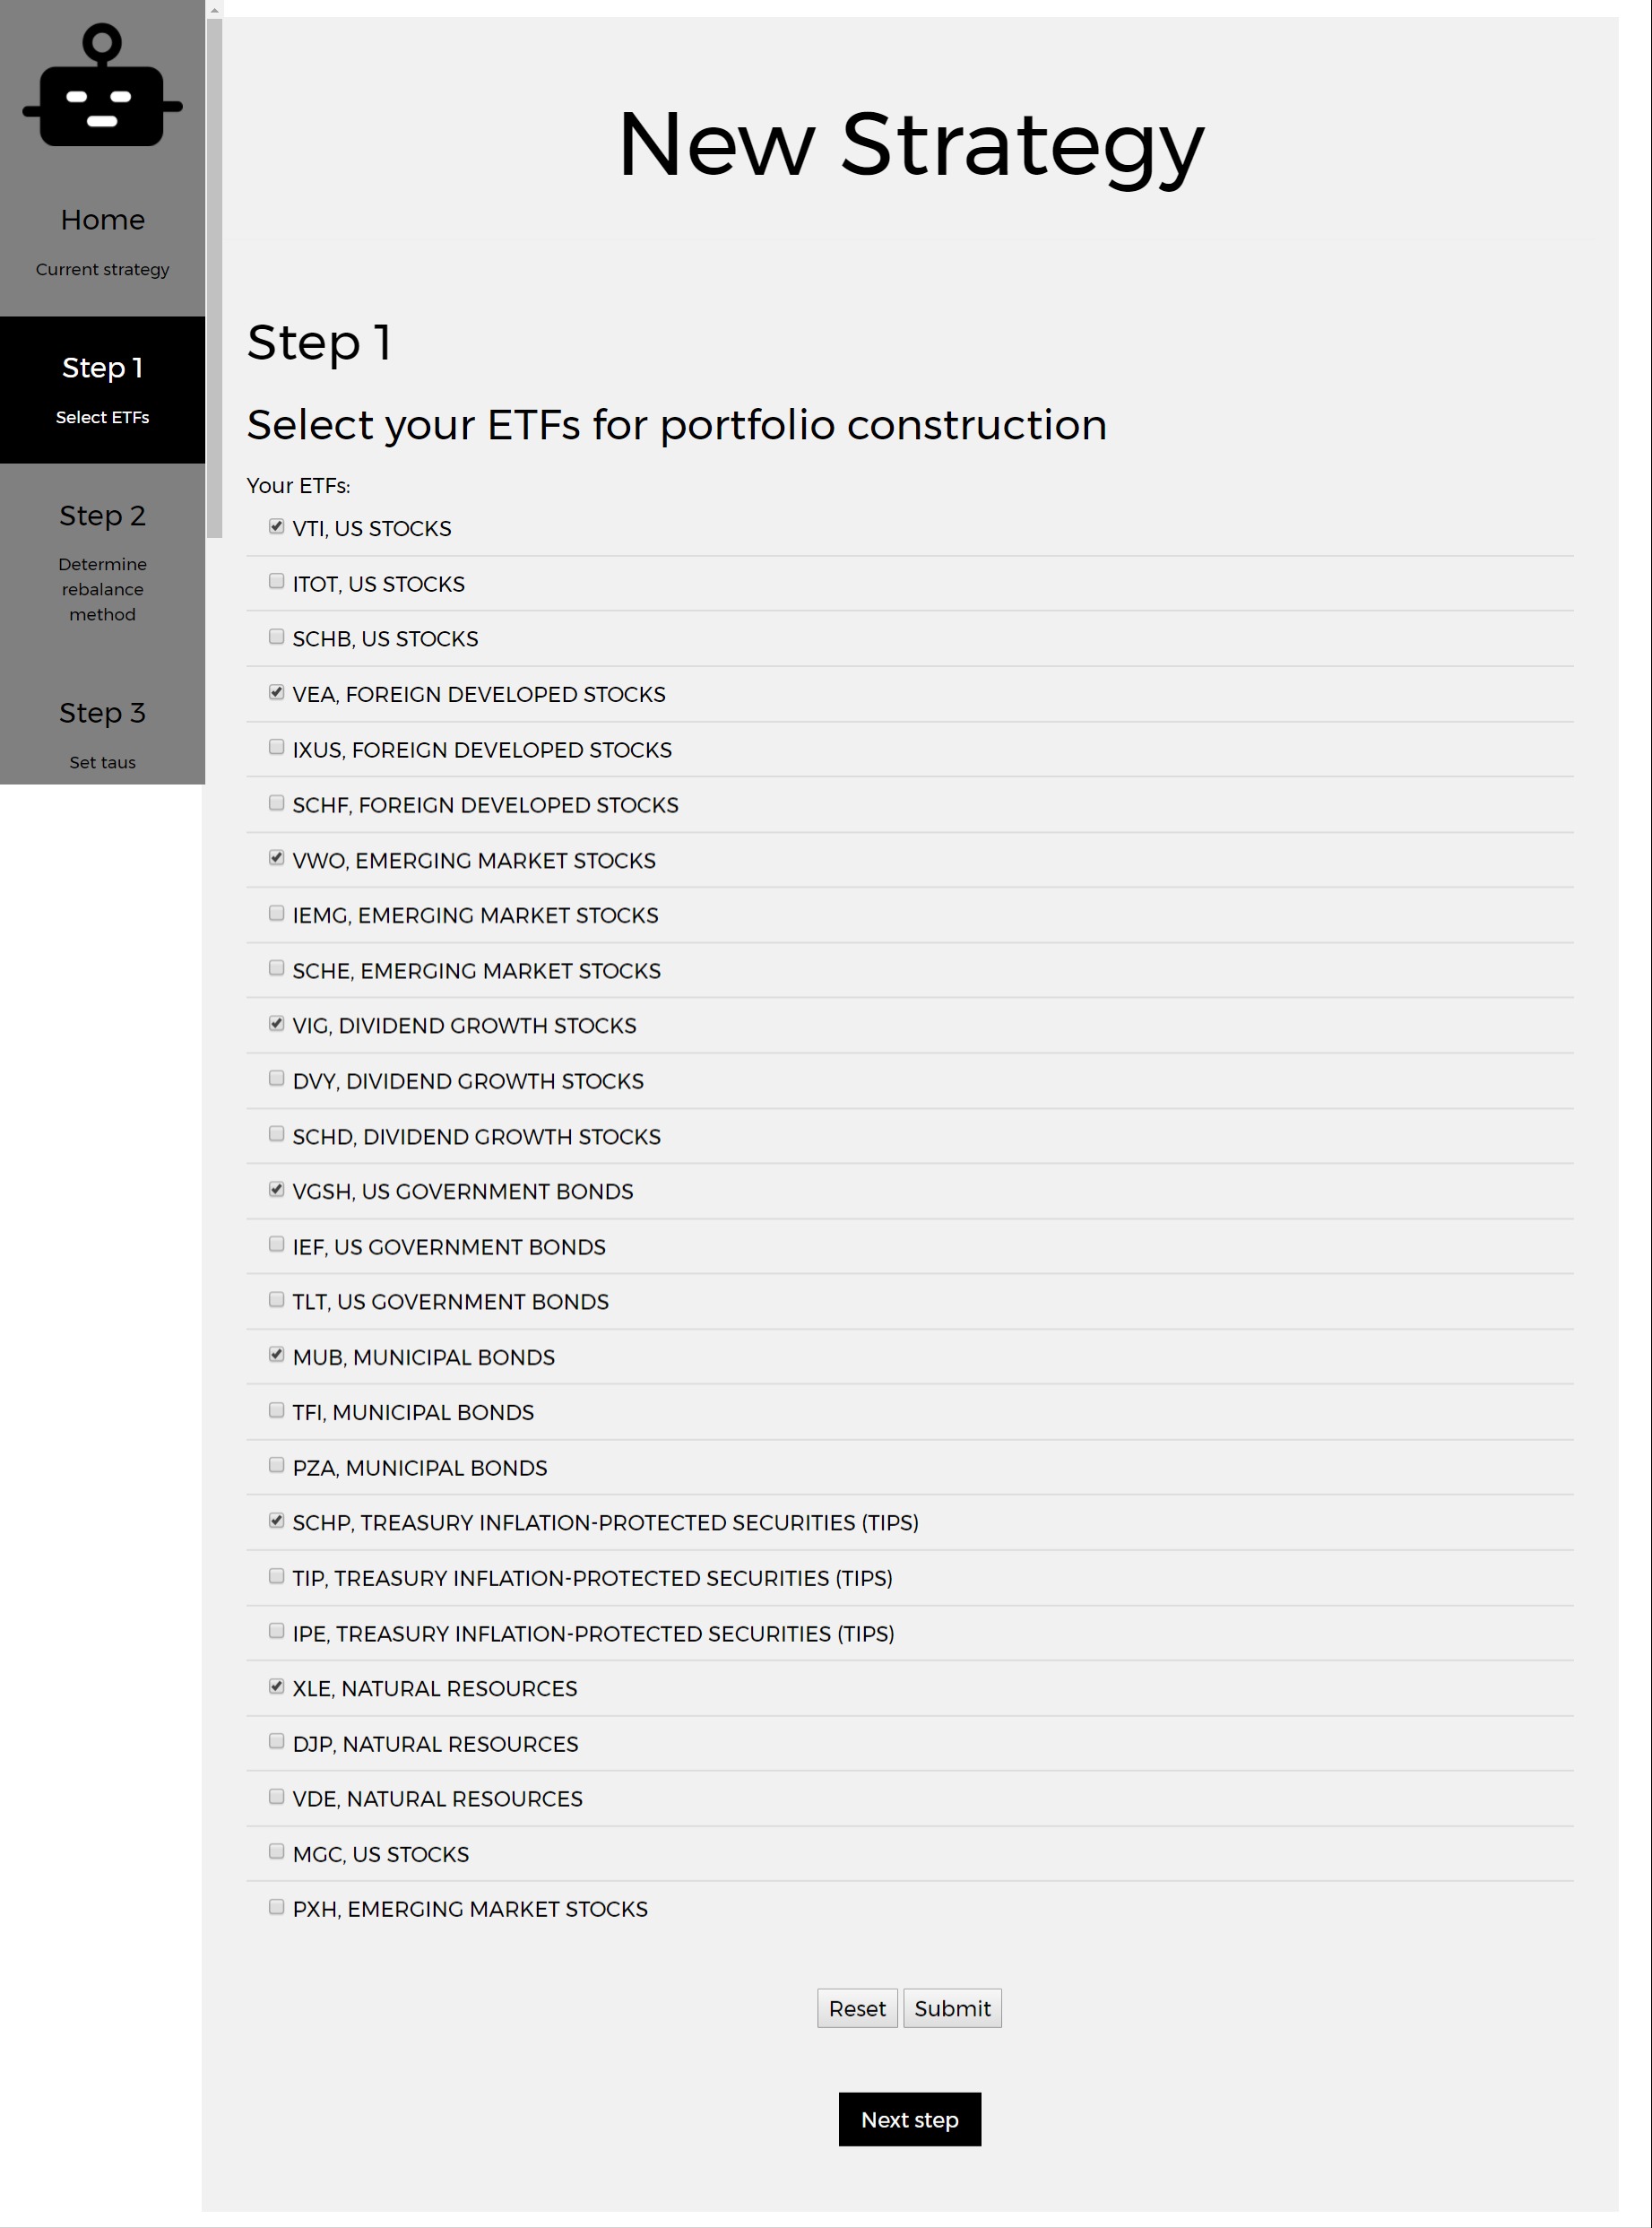 Home
Current strategy
Step 1
Select ETFs
Step 2
Determine
rebalance
method
Step 3
Set taus
New Strategy
Step 1
Select your ETFs for portfolio construction
Your ETFs:
VTI, US STOCKS
ITOT, US STOCKS
SCHB, US STOCKS
VEA, FOREIGN DEVELOPED STOCKS
IXUS, FOREIGN DEVELOPED STOCKS
SCHF, FOREIGN DEVELOPED STOCKS
VWO, EMERGING MARKET STOCKS
IEMG, EMERGING MARKET STOCKS
SCHE, EMERGING MARKET STOCKS
VIG, DIVIDEND GROWTH STOCKS
DVY, DIVIDEND GROWTH STOCKS
SCHD, DIVIDEND GROWTH STOCKS
VGSH, US GOVERNMENT BONDS
IEF, US GOVERNMENT BONDS
TLT, US GOVERNMENT BONDS
MUB, MUNICIPAL BONDS
TFI, MUNICIPAL BONDS
PZA, MUNICIPAL BONDS
SCHP, TREASURY INFLATION-PROTECTED SECURITIES (TIPS)
TIP, TREASURY INFLATION-PROTECTED SECURITIES (TIPS)
IPE, TREASURY INFLATION-PROTECTED SECURITIES (TIPS)
XLE, NATURAL RESOURCES
DJP, NATURAL RESOURCES
VDE, NATURAL RESOURCES
MGC, US STOCKS
PXH, EMERGING MARKET STOCKS
Reset Submit
Next step